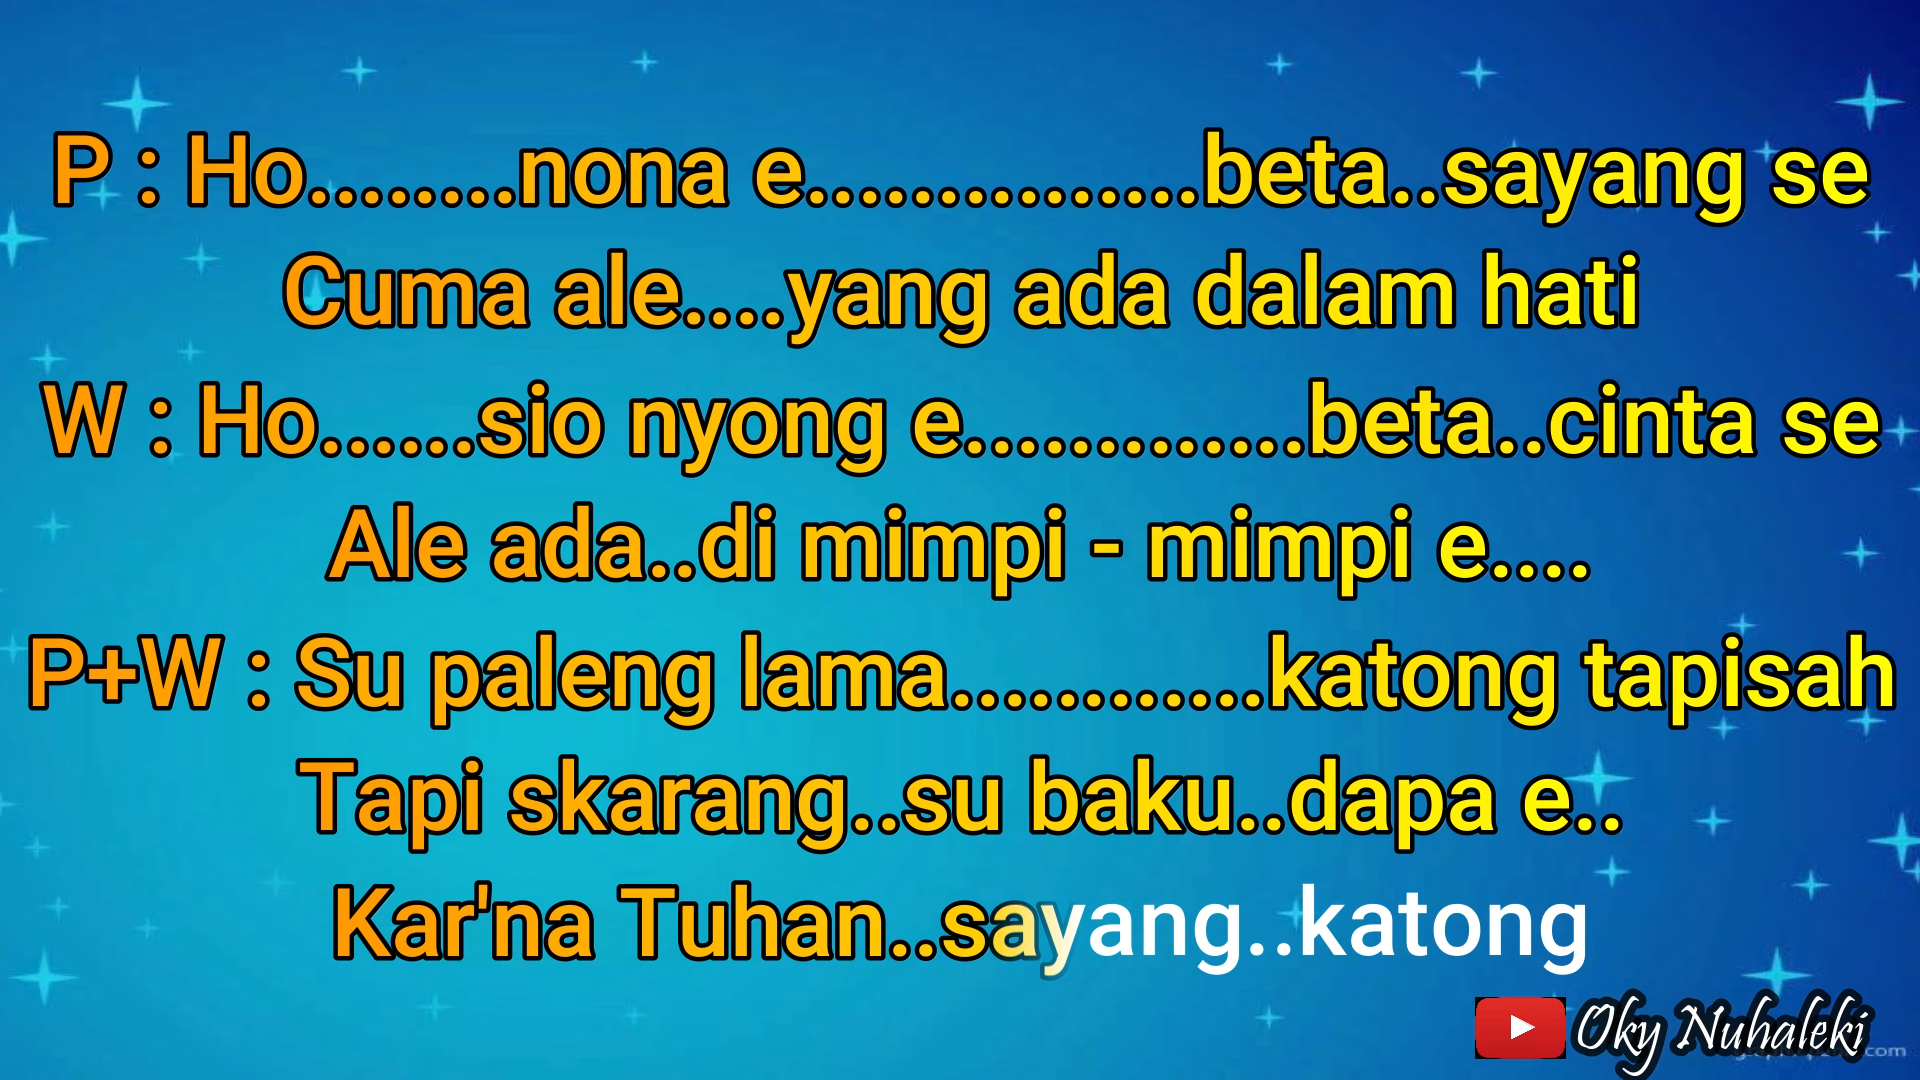 P : Ho........nona e...............beta..sayang se
Cuma ale....yang ada dalam hati
W : Ho......sio nyong e.............beta..cinta se
Ale ada..di mimpi - mimpi e....
P+W : Su paleng lama............katong tapisah
Tapi skarang..su baku..dapa e..
Kar'na Tuhan..sayang..katong
Oky Nuhaleki
.com